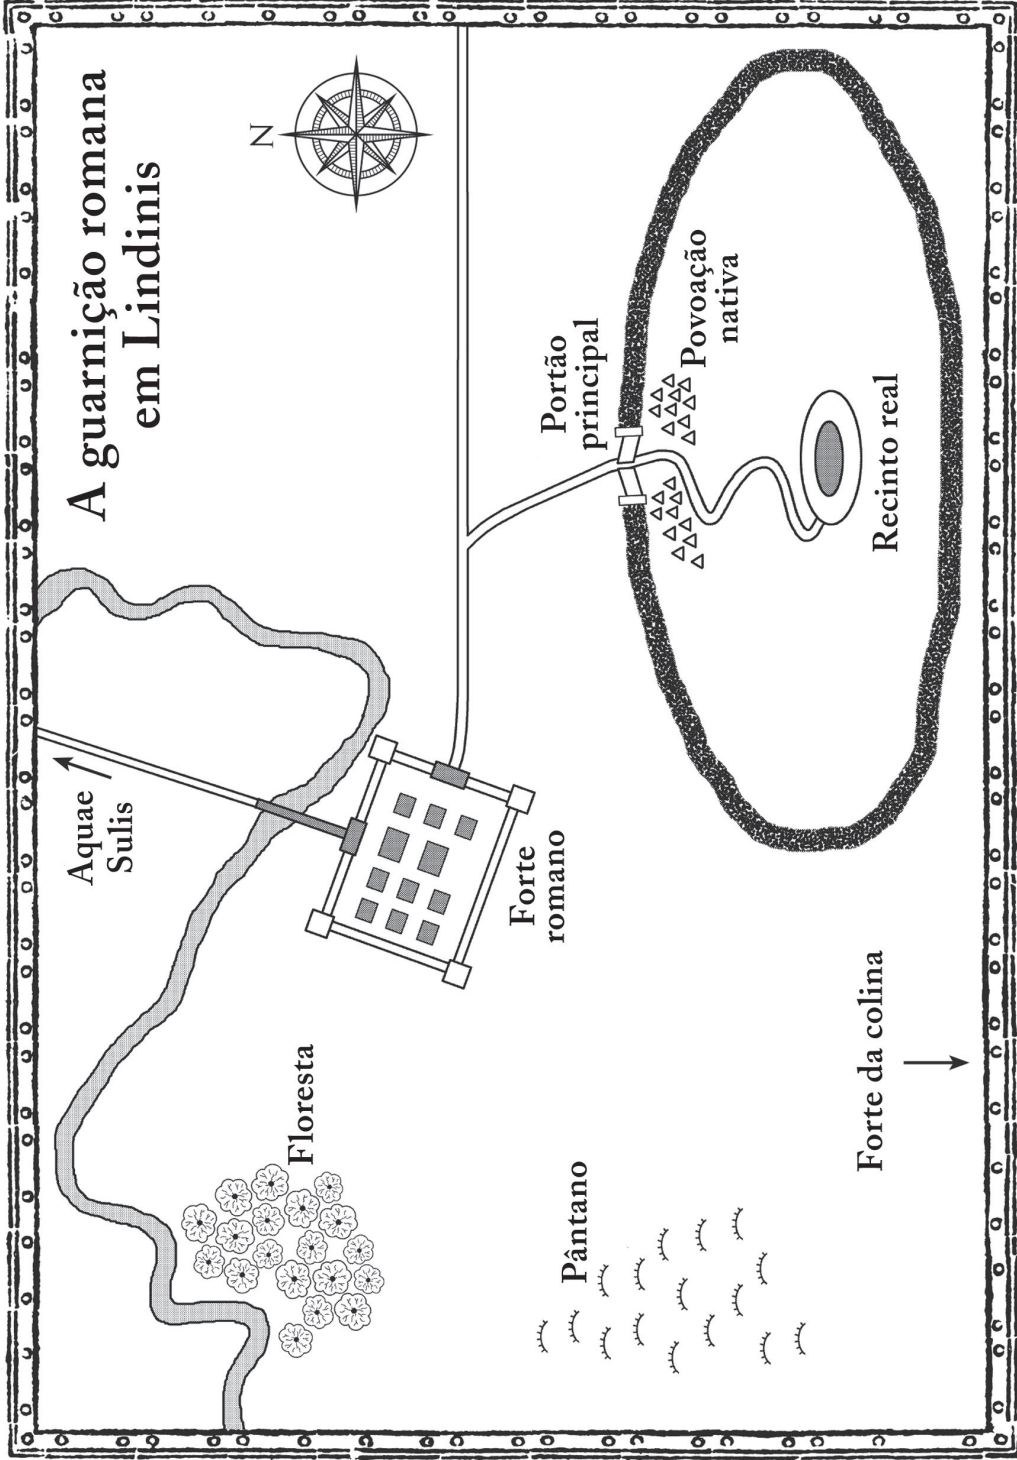 A guarnição romana
em Lindinis
N
Aquae
Sulis
Floresta
Forte
romano
Portão
principal
Povoação
nativa
Recinto real
Pântano
Forte da colina